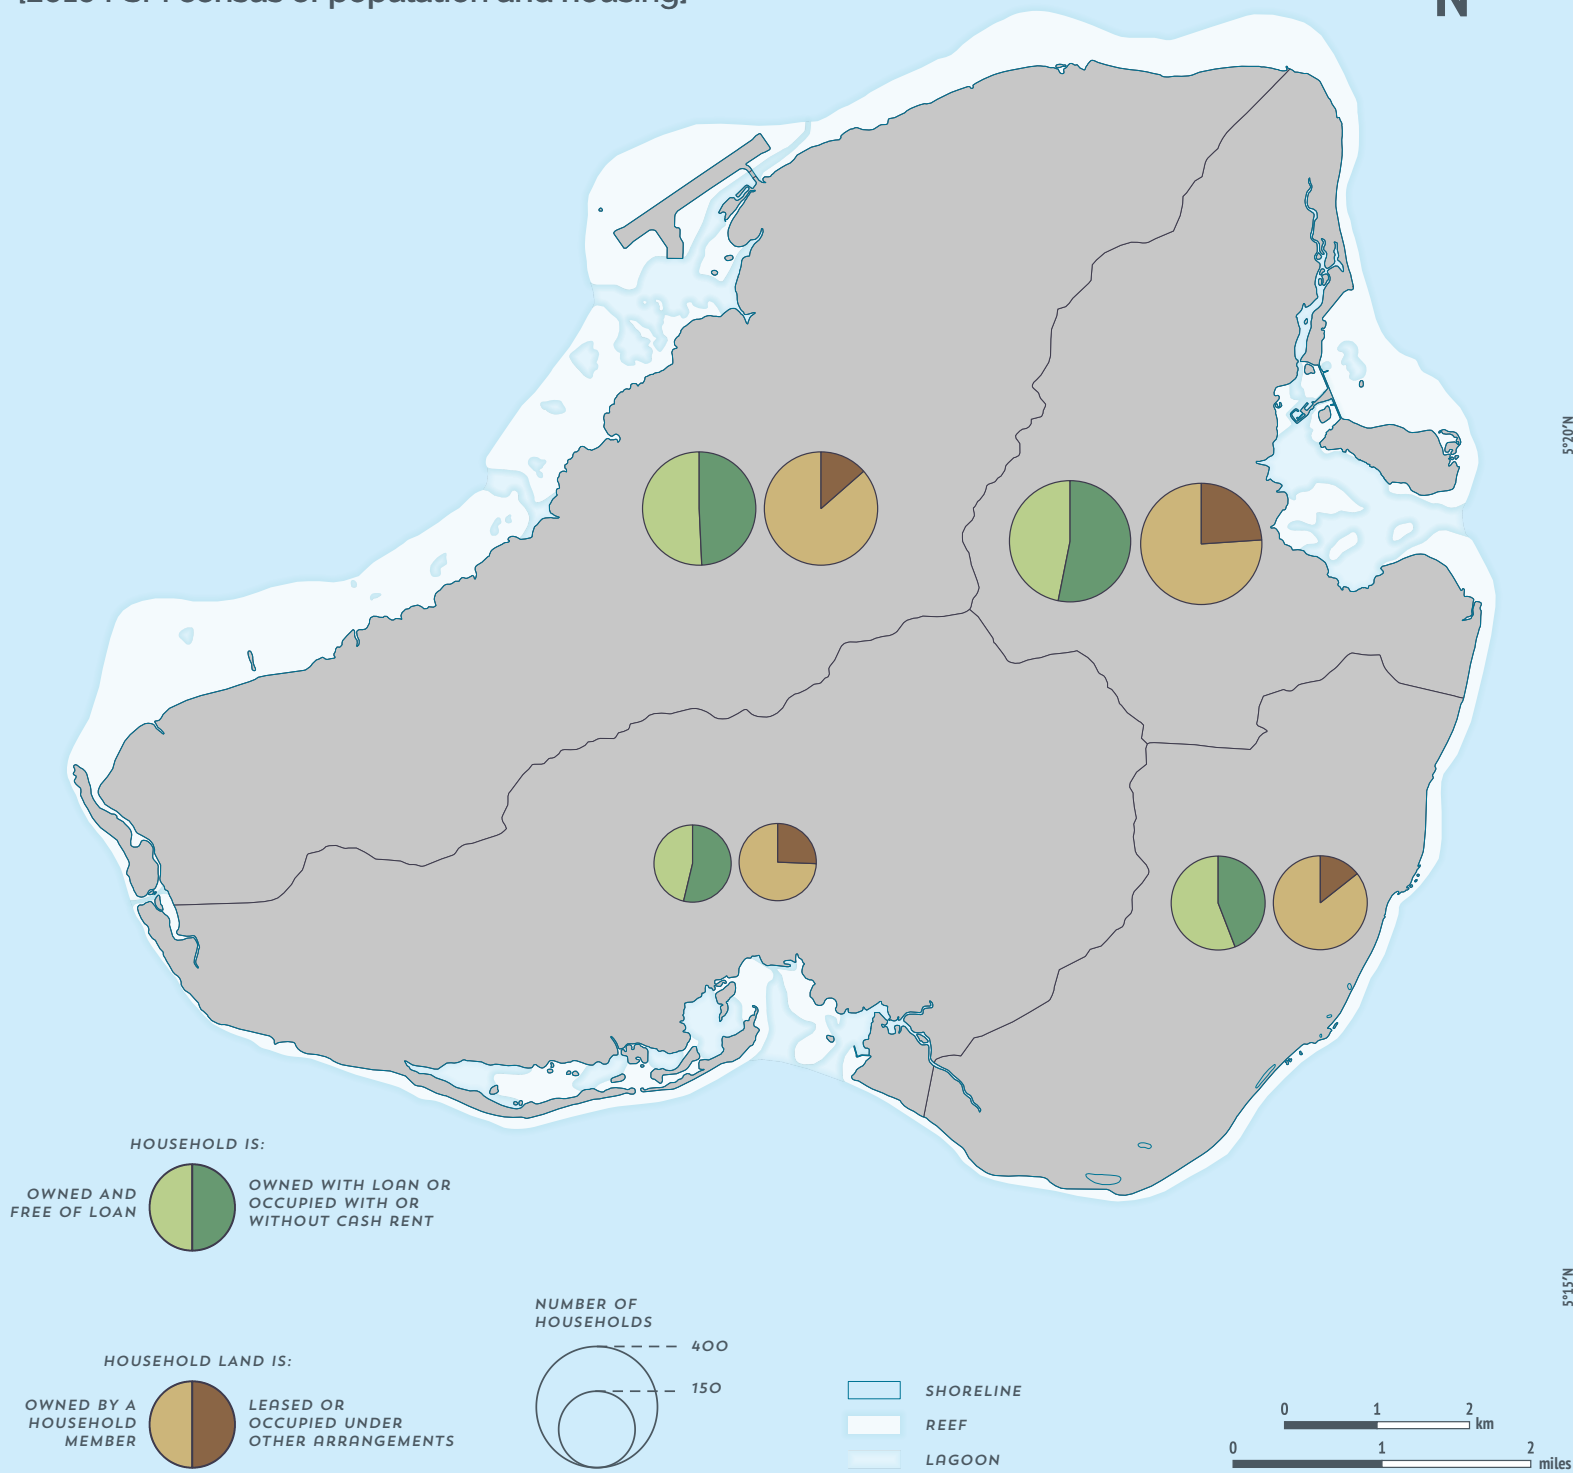 N
5°20'N
HOUSEHOLD IS:
OWNED AND
FREE OF LOAN
OWNED WITH LOAN OR
OCCUPIED WITH OR
WITHOUT CASH RENT
5°15'N
HOUSEHOLD LAND IS:
OWNED BY A
HOUSEHOLD
MEMBER
LEASED OR
OCCUPIED UNDER
OTHER ARRANGEMENTS
NUMBER OF
HOUSEHOLDS
400
150
SHORELINE
REEF
LAGOON
0 1 2
km
0 1 2
miles